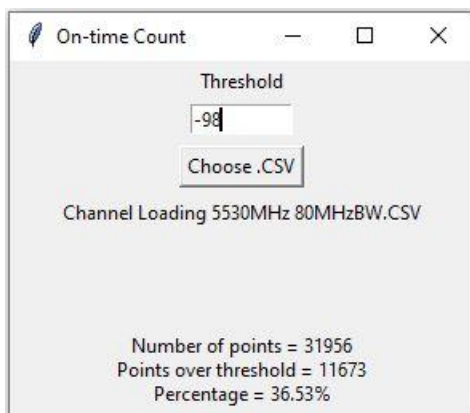 On-time Count
Threshold
-98
Choose .CSV
Channel Loading 5530MHz 80MHzBW.CSV
Number of points = 31956
Points over threshold = 11673
Percentage = 36.53%